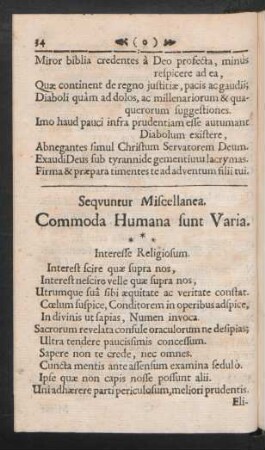 54 ( 0 )
Miror biblia credentes à Deo profecta, minùs
respicere ad ea,
Quæ continent de regno justitiæ, pacis ac gaudii;
Diaboli quàm ad dolos, ac millenariorum & qua-
querorum suggestiones.
Imo haud pauci infra prudentiam esse autumant
Diabolum existere,
Abnegantes simul Christum Servatorem Deum.
Exaudi Deus sub tyrannide gementium lacrymas.
Firma & præpara timentes te ad adventum filii tui.
Seqvuntur Miscellanea.
Commoda Humana sunt Varia.
* * *
Interesse Religiosum.
Interest scire quæ supra nos,
Interest nescire velle quæ supra nos,
Utrumque suâ sibi æquitate ac veritate constat.
Cœlum suspice, Conditorem in operibus adspice,
In divinis ut sapias, Numen invoca.
Sacrorum revelata consule oraculorum ne desipias;
Ultra tendere paucissimis concessum.
Sapere non te crede, nec omnes.
Cuncta mentis ante assensum examina sedulò.
Ipse quæ non capis nosse possunt alii.
Uni adhærere parti periculosum, meliori prudentis.
Eli-